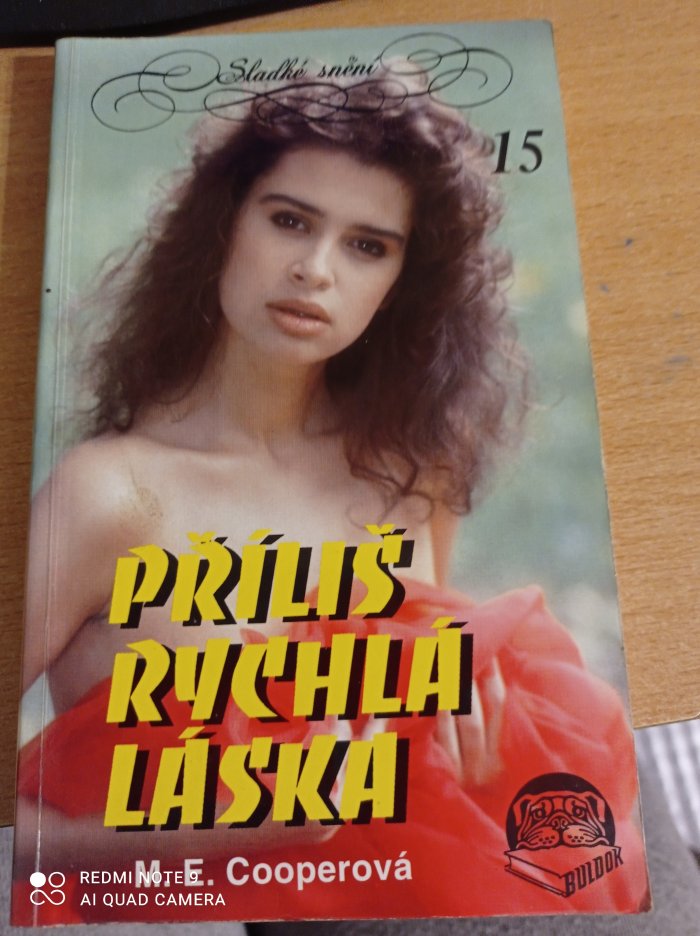 Sladké snění
15
PŘÍLIŠ
RYCHLÁ
LÁSKA
M. E. Cooperová
BULDOK
REDMI NOTE 9
AI QUAD CAMERA